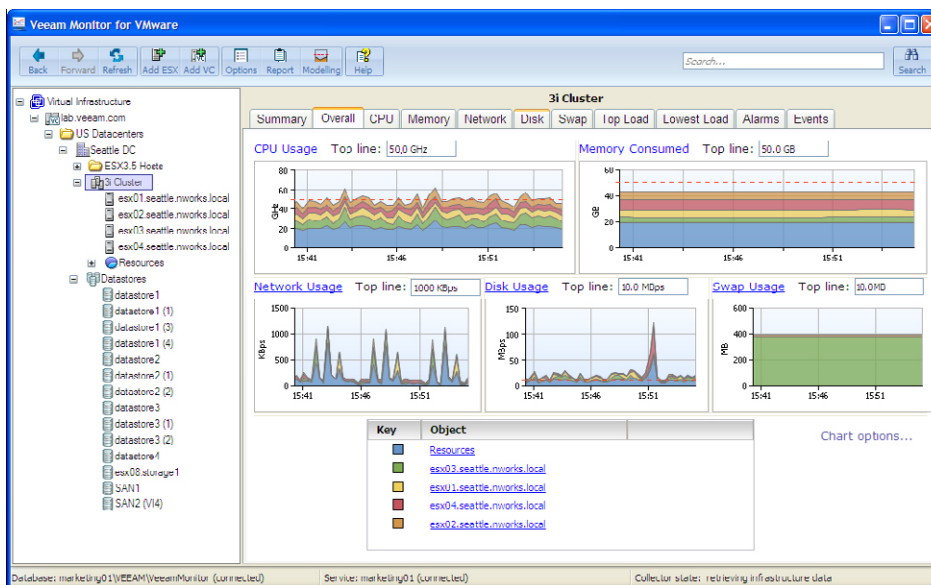 Veeam Monitor for VMware
Back Forward Refresh Add ESX Add VC Options Report Modelling Help
Search...
Search
Virtual Infrastructure
lab.veeam.com
US Datacenters
Seattle DC
ESX3.5 Hosts
3i Cluster
esx01.seattle.nworks.local
esx02.seattle.nworks.local
esx03.seattle.nworks.local
esx04.seattle.nworks.local
Resources
Datastores
datastore1
datastore1 (1)
datastore1 (3)
datastore1 (4)
datastore2
datastore2 (1)
datastore2 (2)
datastore3
datastore3 (1)
datastore3 (2)
datastore4
esx08.storage1
SAN1
SAN2 (VI4)
3i Cluster
Summary Overall CPU Memory Network Disk Swap Top Load Lowest Load Alarms Events
CPU Usage Top line: 50,0 GHz
80
60
40
20
0
GHz
15:41 15:46 15:51
Memory Consumed Top line: 50.0 GB
60
40
20
0
GB
15:41 15:46 15:51
Network Usage Top line: 1000 KBps
1500
1000
500
0
KBps
15:41 15:46 15:51
Disk Usage Top line: 10.0 MBps
150
100
50
0
MBps
15:41 15:46 15:51
Swap Usage Top line: 10.0MB
600
400
200
0
MB
15:41 15:46 15:51
Key Object
Resources
esx03.seattle.nworks.local
esx01.seattle.nworks.local
esx04.seattle.nworks.local
esx02.seattle.nworks.local
Chart options...
Database: marketing01\VEEAM\VeeamMonitor (connected) Service: marketing01 (connected) Collector state: retrieving infrastructure data